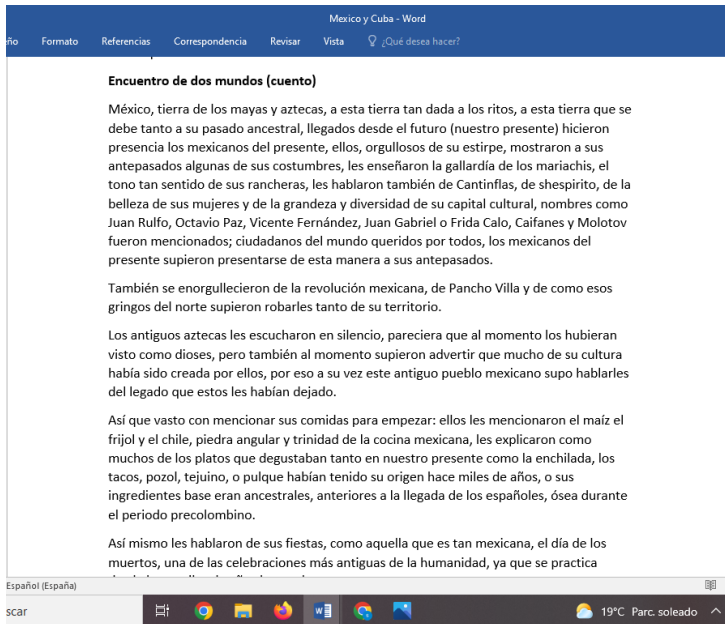 Mexico y Cuba - Word
Formato Referencias Correspondencia Revisar Vista ¿Qué desea hacer?
Encuentro de dos mundos (cuento)
México, tierra de los mayas y aztecas, a esta tierra tan dada a los ritos, a esta tierra que se
debe tanto a su pasado ancestral, llegados desde el futuro (nuestro presente) hicieron
presencia los mexicanos del presente, ellos, orgullosos de su estirpe, mostraron a sus
antepasados algunas de sus costumbres, les enseñaron la gallardía de los mariachis, el
tono tan sentido de sus rancheras, les hablaron también de Cantinflas, de shespirito, de la
belleza de sus mujeres y de la grandeza y diversidad de su capital cultural, nombres como
Juan Rulfo, Octavio Paz, Vicente Fernández, Juan Gabriel o Frida Calo, Caifanes y Molotov
fueron mencionados; ciudadanos del mundo queridos por todos, los mexicanos del
presente supieron presentarse de esta manera a sus antepasados.
También se enorgullecieron de la revolución mexicana, de Pancho Villa y de como esos
gringos del norte supieron robarles tanto de su territorio.
Los antiguos aztecas les escucharon en silencio, pareciera que al momento los hubieran
visto como dioses, pero también al momento supieron advertir que mucho de su cultura
había sido creada por ellos, por eso a su vez este antiguo pueblo mexicano supo hablarles
del legado que estos les habían dejado.
Así que vasto con mencionar sus comidas para empezar: ellos les mencionaron el maíz el
frijol y el chile, piedra angular y trinidad de la cocina mexicana, les explicaron como
muchos de los platos que degustaban tanto en nuestro presente como la enchilada, los
tacos, pozol, tejuino, o pulque habían tenido su origen hace miles de años, o sus
ingredientes base eran ancestrales, anteriores a la llegada de los españoles, ósea durante
el periodo precolombino.
Así mismo les hablaron de sus fiestas, como aquella que es tan mexicana, el día de los
muertos, una de las celebraciones más antiguas de la humanidad, ya que se practica
Español (España)
scar 19°C Parc. soleado